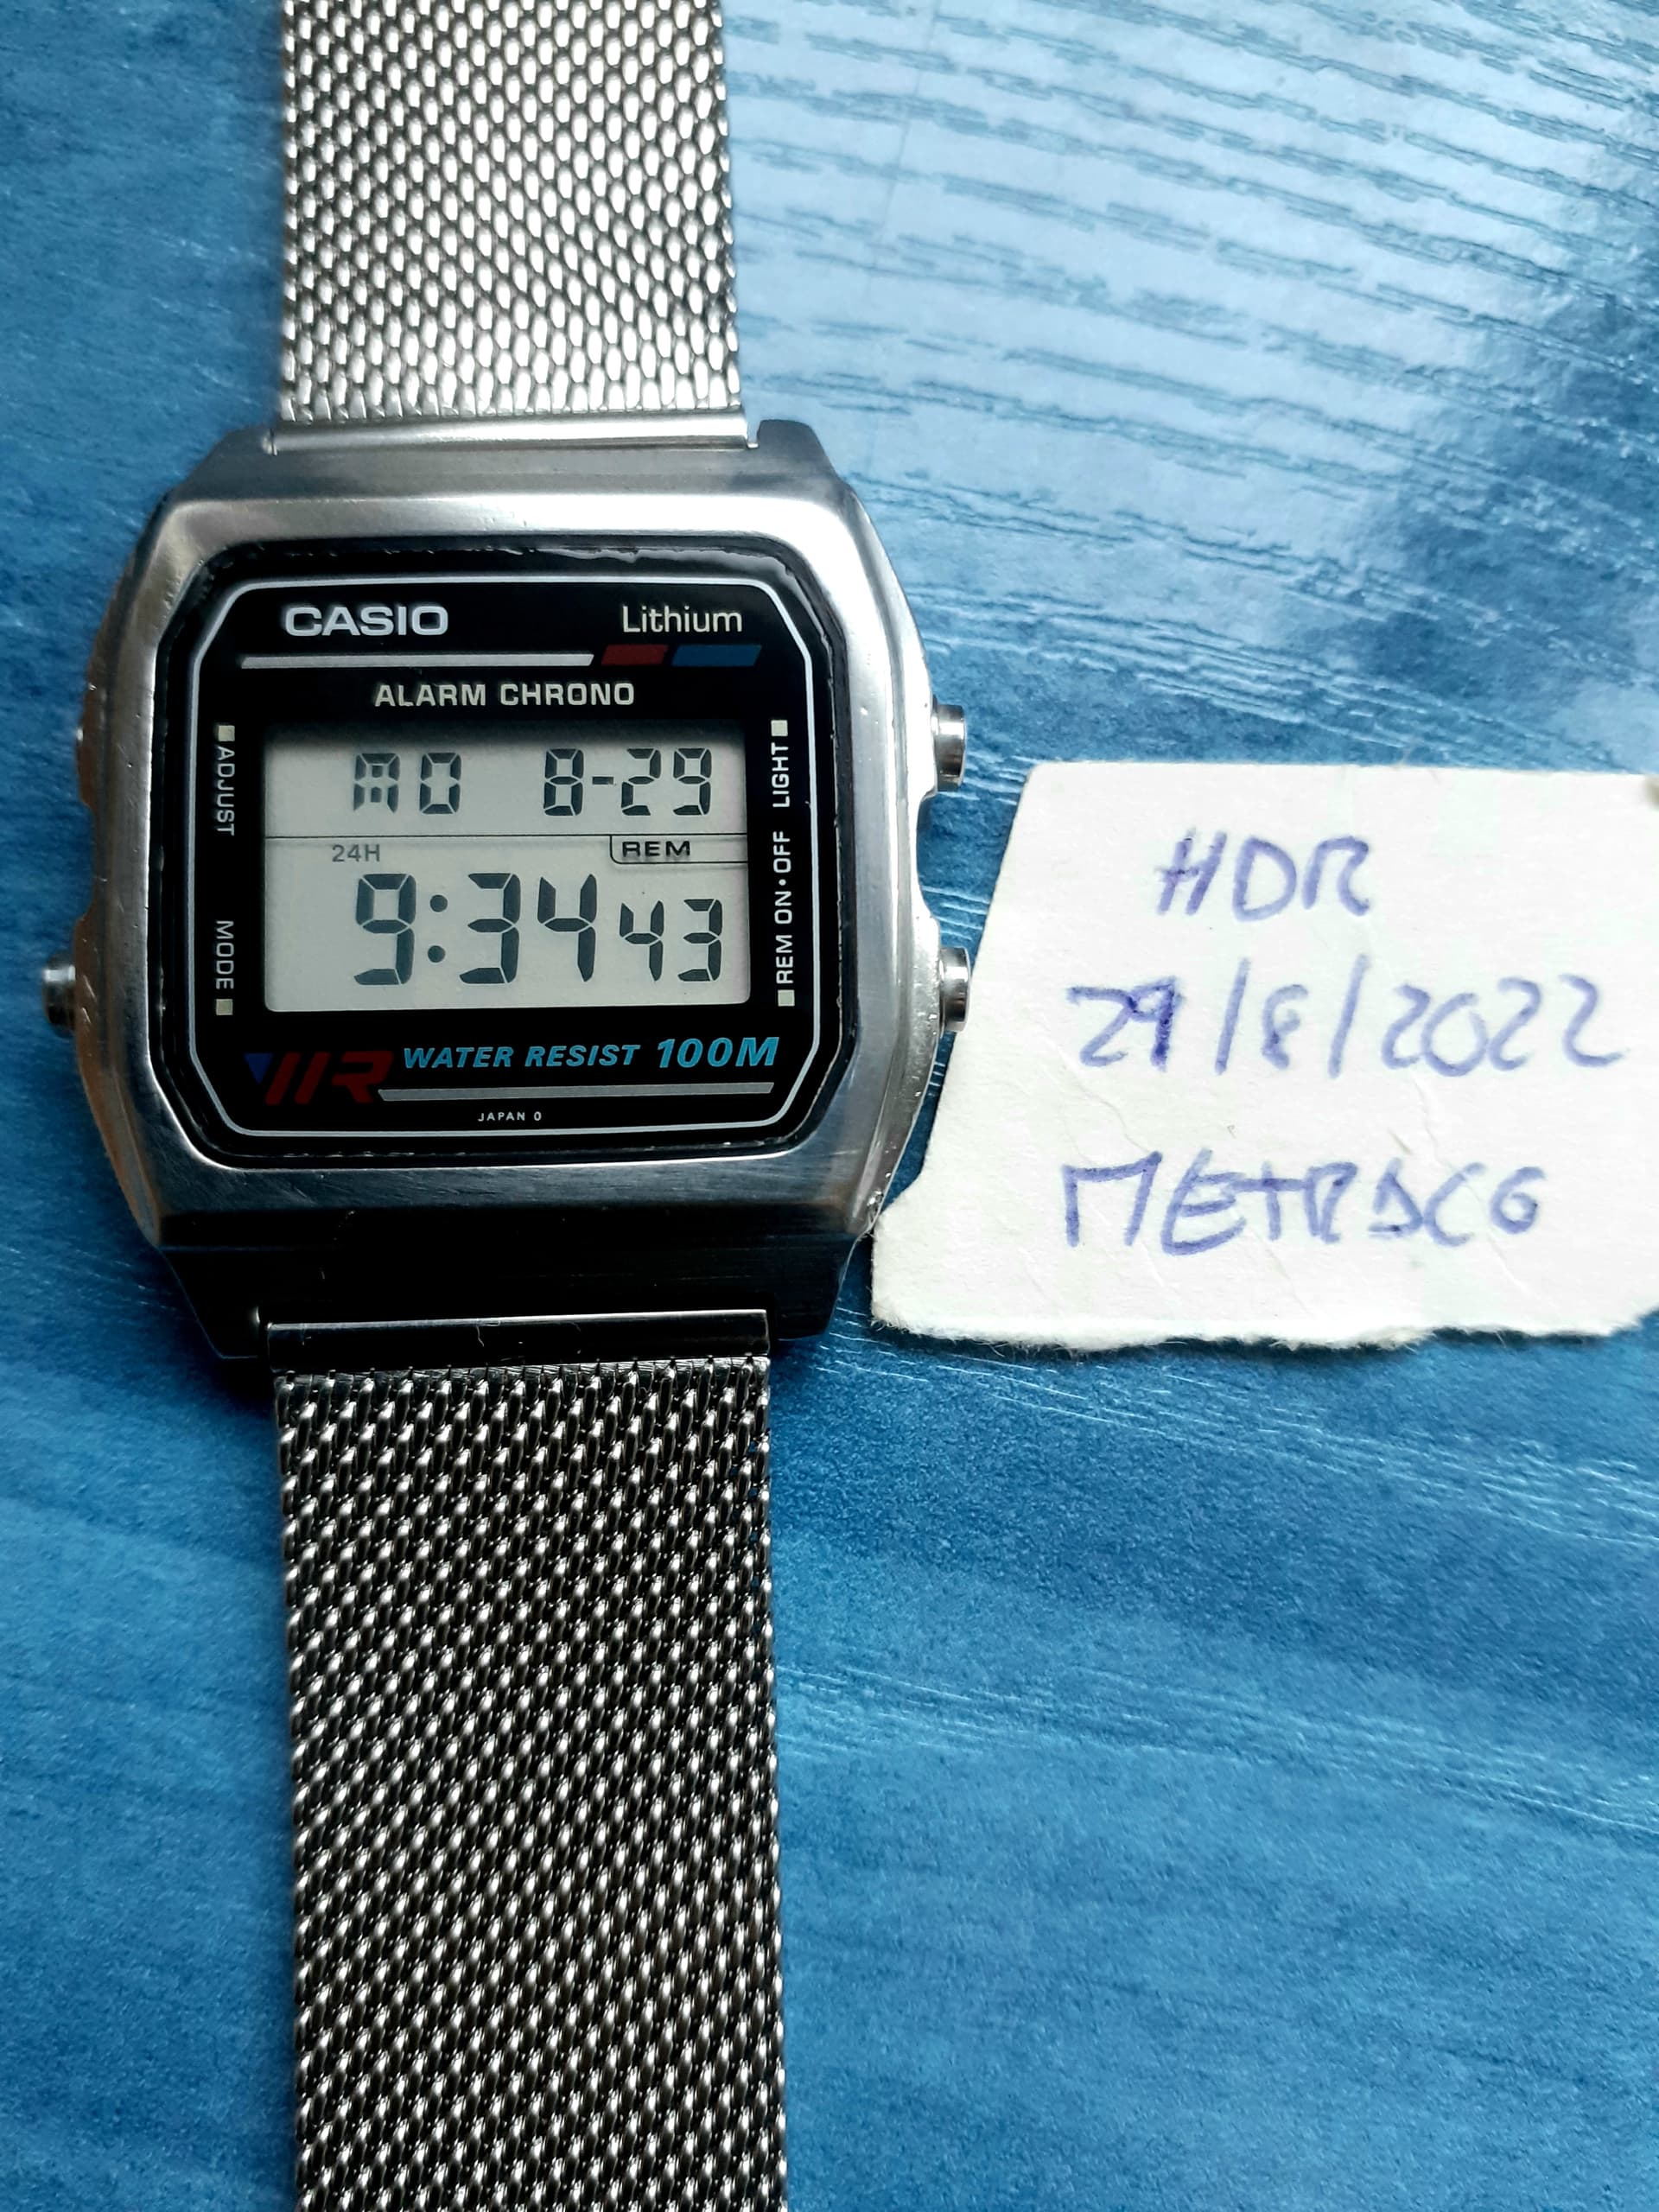 CASIO Lithium
ALARM CHRONO
ADJUST
LIGHT
MO 8-29
24H REM
9:34 43
MODE
REM ON•OFF
WR WATER RESIST 100M
JAPAN 0
HDR
29/8/2022